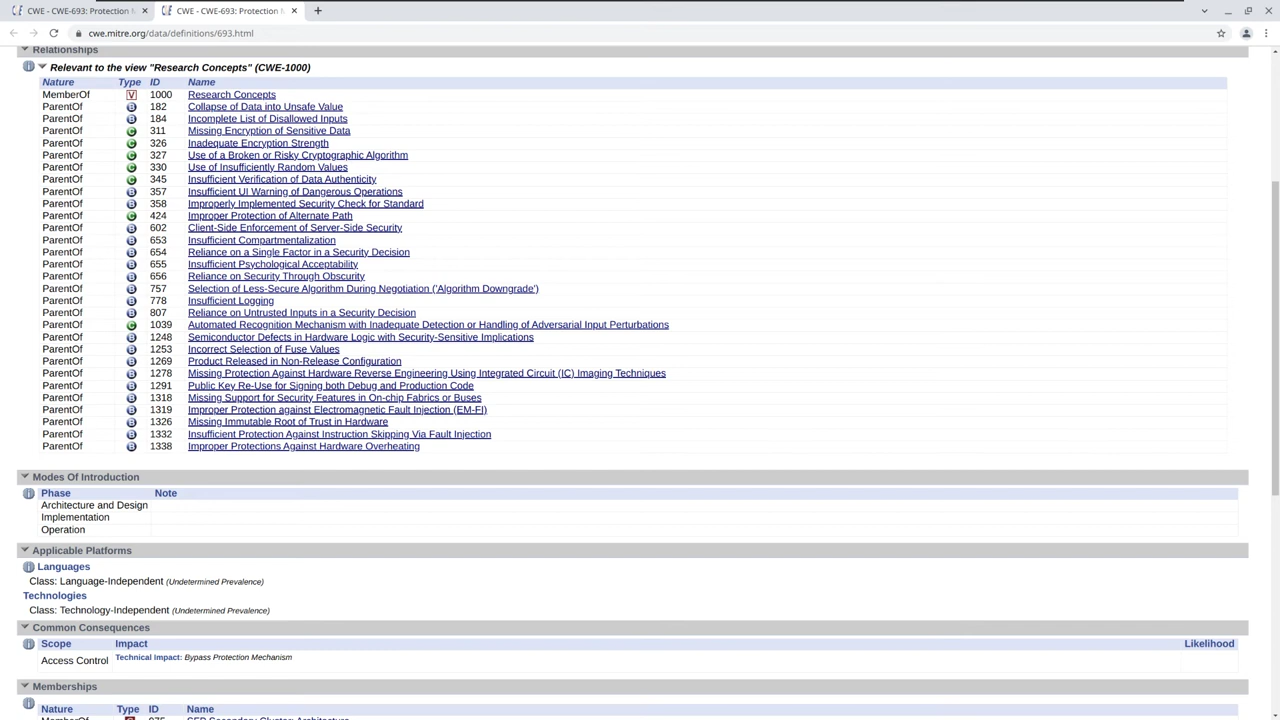 CWE - CWE-693: Protection M
CWE - CWE-693: Protection M
cwe.mitre.org/data/definitions/693.html
Relationships
Relevant to the view "Research Concepts" (CWE-1000)
Nature Type ID Name
MemberOf V 1000 Research Concepts
ParentOf B 182 Collapse of Data into Unsafe Value
ParentOf B 184 Incomplete List of Disallowed Inputs
ParentOf C 311 Missing Encryption of Sensitive Data
ParentOf C 326 Inadequate Encryption Strength
ParentOf C 327 Use of a Broken or Risky Cryptographic Algorithm
ParentOf C 330 Use of Insufficiently Random Values
ParentOf C 345 Insufficient Verification of Data Authenticity
ParentOf B 357 Insufficient UI Warning of Dangerous Operations
ParentOf B 358 Improperly Implemented Security Check for Standard
ParentOf C 424 Improper Protection of Alternate Path
ParentOf B 602 Client-Side Enforcement of Server-Side Security
ParentOf B 653 Insufficient Compartmentalization
ParentOf B 654 Reliance on a Single Factor in a Security Decision
ParentOf B 655 Insufficient Psychological Acceptability
ParentOf B 656 Reliance on Security Through Obscurity
ParentOf B 757 Selection of Less-Secure Algorithm During Negotiation ('Algorithm Downgrade')
ParentOf B 778 Insufficient Logging
ParentOf B 807 Reliance on Untrusted Inputs in a Security Decision
ParentOf C 1039 Automated Recognition Mechanism with Inadequate Detection or Handling of Adversarial Input Perturbations
ParentOf B 1248 Semiconductor Defects in Hardware Logic with Security-Sensitive Implications
ParentOf B 1253 Incorrect Selection of Fuse Values
ParentOf B 1269 Product Released in Non-Release Configuration
ParentOf B 1278 Missing Protection Against Hardware Reverse Engineering Using Integrated Circuit (IC) Imaging Techniques
ParentOf B 1291 Public Key Re-Use for Signing both Debug and Production Code
ParentOf B 1318 Missing Support for Security Features in On-chip Fabrics or Buses
ParentOf B 1319 Improper Protection against Electromagnetic Fault Injection (EM-FI)
ParentOf B 1326 Missing Immutable Root of Trust in Hardware
ParentOf B 1332 Insufficient Protection Against Instruction Skipping Via Fault Injection
ParentOf B 1338 Improper Protections Against Hardware Overheating
Modes Of Introduction
Phase Note
Architecture and Design
Implementation
Operation
Applicable Platforms
Languages
Class: Language-Independent (Undetermined Prevalence)
Technologies
Class: Technology-Independent (Undetermined Prevalence)
Common Consequences
Scope Impact Likelihood
Access Control Technical Impact: Bypass Protection Mechanism
Memberships
Nature Type ID Name
MemberOf C 975 SFP Secondary Cluster: Architecture